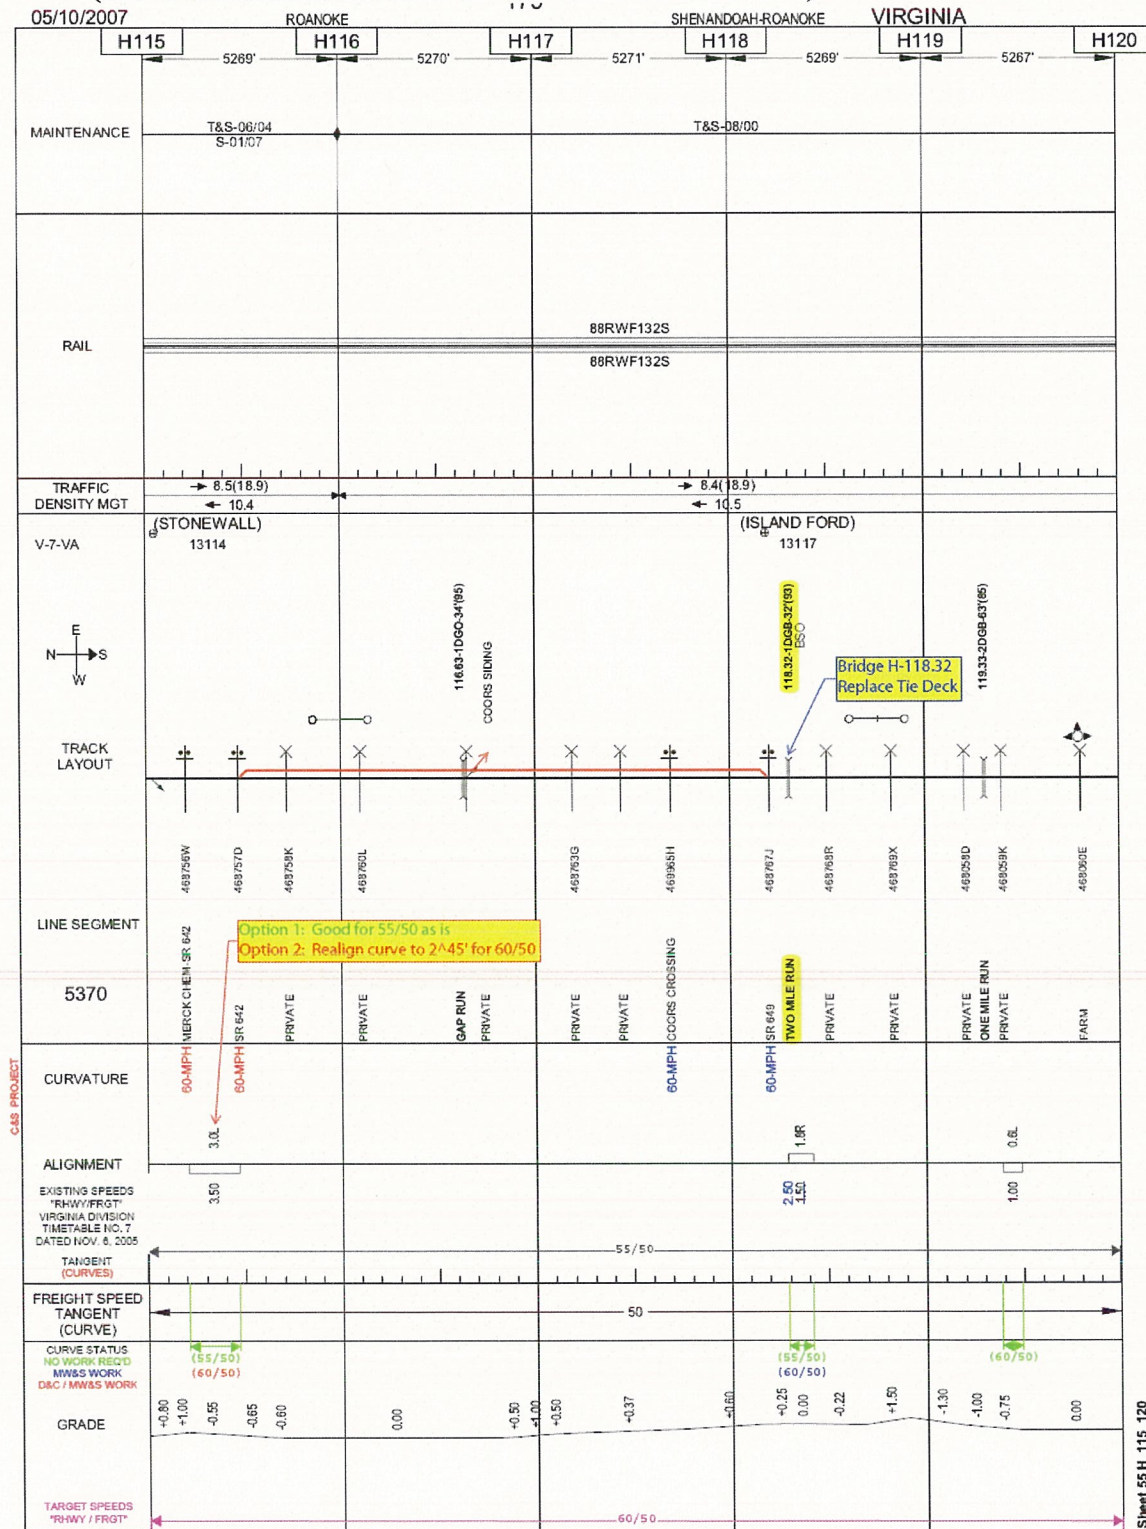 05/10/2007 ROANOKE SHENANDOAH-ROANOKE VIRGINIA
H115 H116 H117 H118 H119 H120
5269' 5270' 5271' 5269' 5267'
MAINTENANCE
T&S-06/04
S-01/07
T&S-08/00
RAIL
88RWF132S
88RWF132S
TRAFFIC
DENSITY MGT
8.5(18.9)
10.4
8.4(18.9)
10.5
V-7-VA
(STONEWALL)
13114
(ISLAND FORD)
13117
E
N S
W
116.63-1DGO-34'(95)
COORS SIDING
118.32-1DGB-32'(93)
BSO
119.33-2DGB-63'(85)
Bridge H-118.32
Replace Tie Deck
TRACK
LAYOUT
468756W
468757D
468758K
468760L
468763G
469965H
468767J
468768R
468769X
468058D
468059K
468060E
LINE SEGMENT
5370
Option 1: Good for 55/50 as is
Option 2: Realign curve to 2^45' for 60/50
60-MPH MERCK CHEM-SR 642
60-MPH SR 642
PRIVATE
PRIVATE
GAP RUN
PRIVATE
PRIVATE
PRIVATE
60-MPH COORS CROSSING
60-MPH SR 649
TWO MILE RUN
PRIVATE
PRIVATE
PRIVATE
ONE MILE RUN
PRIVATE
FARM
C&S PROJECT
CURVATURE
3.0L
1.8R
0.6L
ALIGNMENT
3.50
2.50
1.50
1.00
EXISTING SPEEDS
"RHWY/FRGT"
VIRGINIA DIVISION
TIMETABLE NO. 7
DATED NOV. 6, 2005
55/50
TANGENT
(CURVES)
FREIGHT SPEED
TANGENT
(CURVE)
50
CURVE STATUS
NO WORK REQ'D
MW&S WORK
D&C / MW&S WORK
(55/50)
(60/50)
(55/50)
(60/50)
(60/50)
GRADE
+0.80
+1.00
-0.55
-0.65
-0.60
0.00
+0.50
+1.00
+0.50
+0.37
+0.60
+0.25
0.00
-0.22
+1.50
-1.30
-1.00
-0.75
0.00
TARGET SPEEDS
"RHWY / FRGT"
60/50
Sheet 55 H 115 120